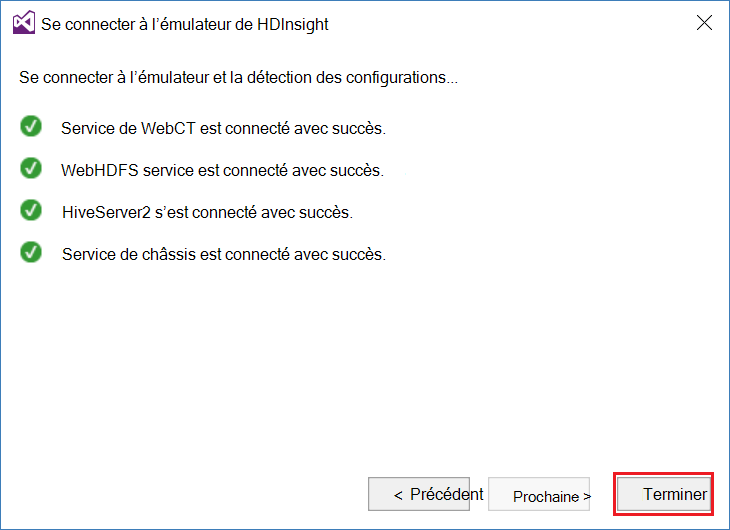 Se connecter à l’émulateur de HDInsight
Se connecter à l’émulateur et la détection des configurations...
Service de WebCT est connecté avec succès.
WebHDFS service est connecté avec succès.
HiveServer2 s’est connecté avec succès.
Service de châssis est connecté avec succès.
< Précédent Prochaine > Terminer